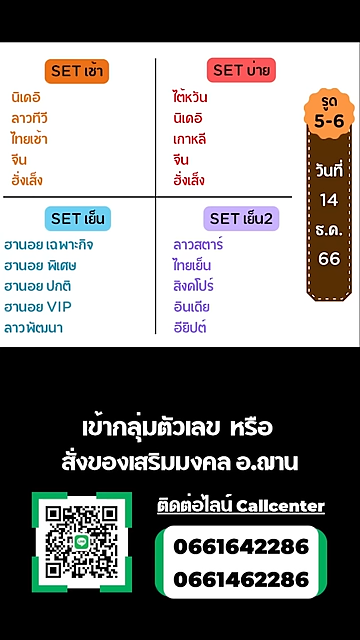 SET เช้า
นิเคอิ
ลาวทีวี
ไทยเช้า
จีน
ฮั่งเส็ง
SET บ่าย
ไต้หวัน
นิเคอิ
เกาหลี
จีน
ฮั่งเส็ง
รูด
5-6
วันที่
14
ธ.ค.
66
SET เย็น
ฮานอย เฉพาะกิจ
ฮานอย พิเศษ
ฮานอย ปกติ
ฮานอย VIP
ลาวพัฒนา
SET เย็น2
ลาวสตาร์
ไทยเย็น
สิงคโปร์
อินเดีย
อียิปต์
เข้ากลุ่มตัวเลข หรือ
สั่งของเสริมมงคล อ.ฌาน
ติดต่อไลน์ Callcenter
0661642286
0661462286